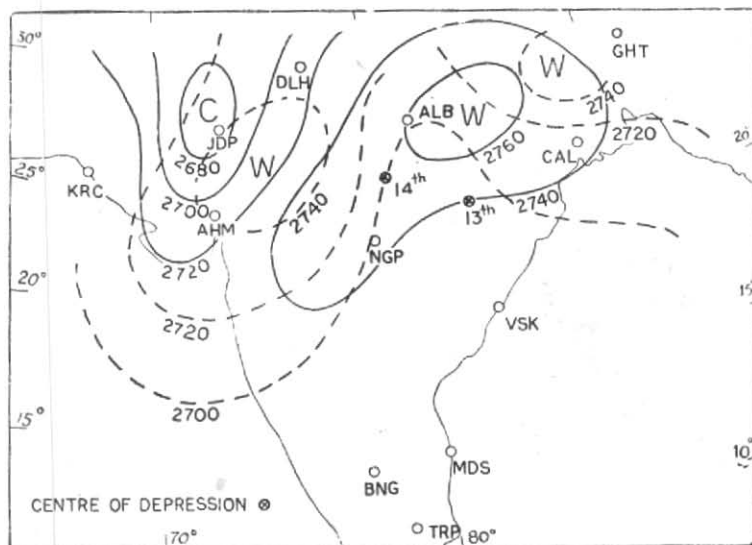 30°
GHT
W
DLH
C
ALB
W
2740
JDP
2720
2680
W
2760
CAL
25°
KRC
14th
2740
2700
2740
13th
AHM
NGP
2720
20°
15°
VSK
2720
2700
15°
10°
MDS
BNG
CENTRE OF DEPRESSION ⊗
TRP
70°
80°